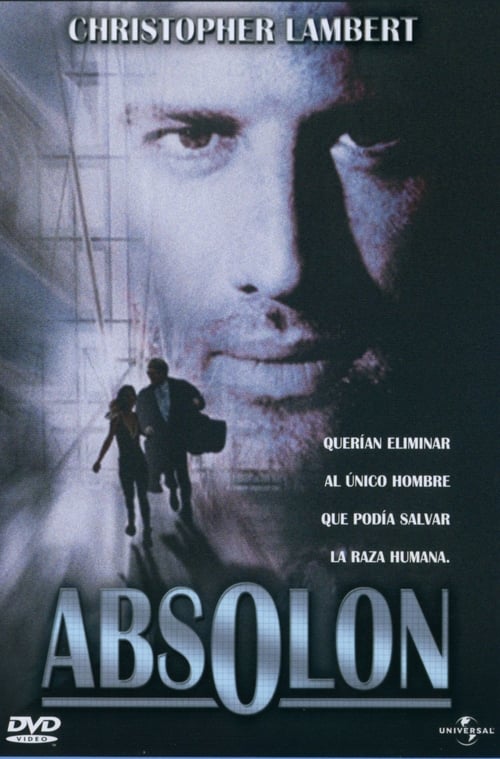 CHRISTOPHER LAMBERT
QUERÍAN ELIMINAR
AL ÚNICO HOMBRE
QUE PODÍA SALVAR
LA RAZA HUMANA.
ABSOLON
DVD
VIDEO
UNIVERSAL